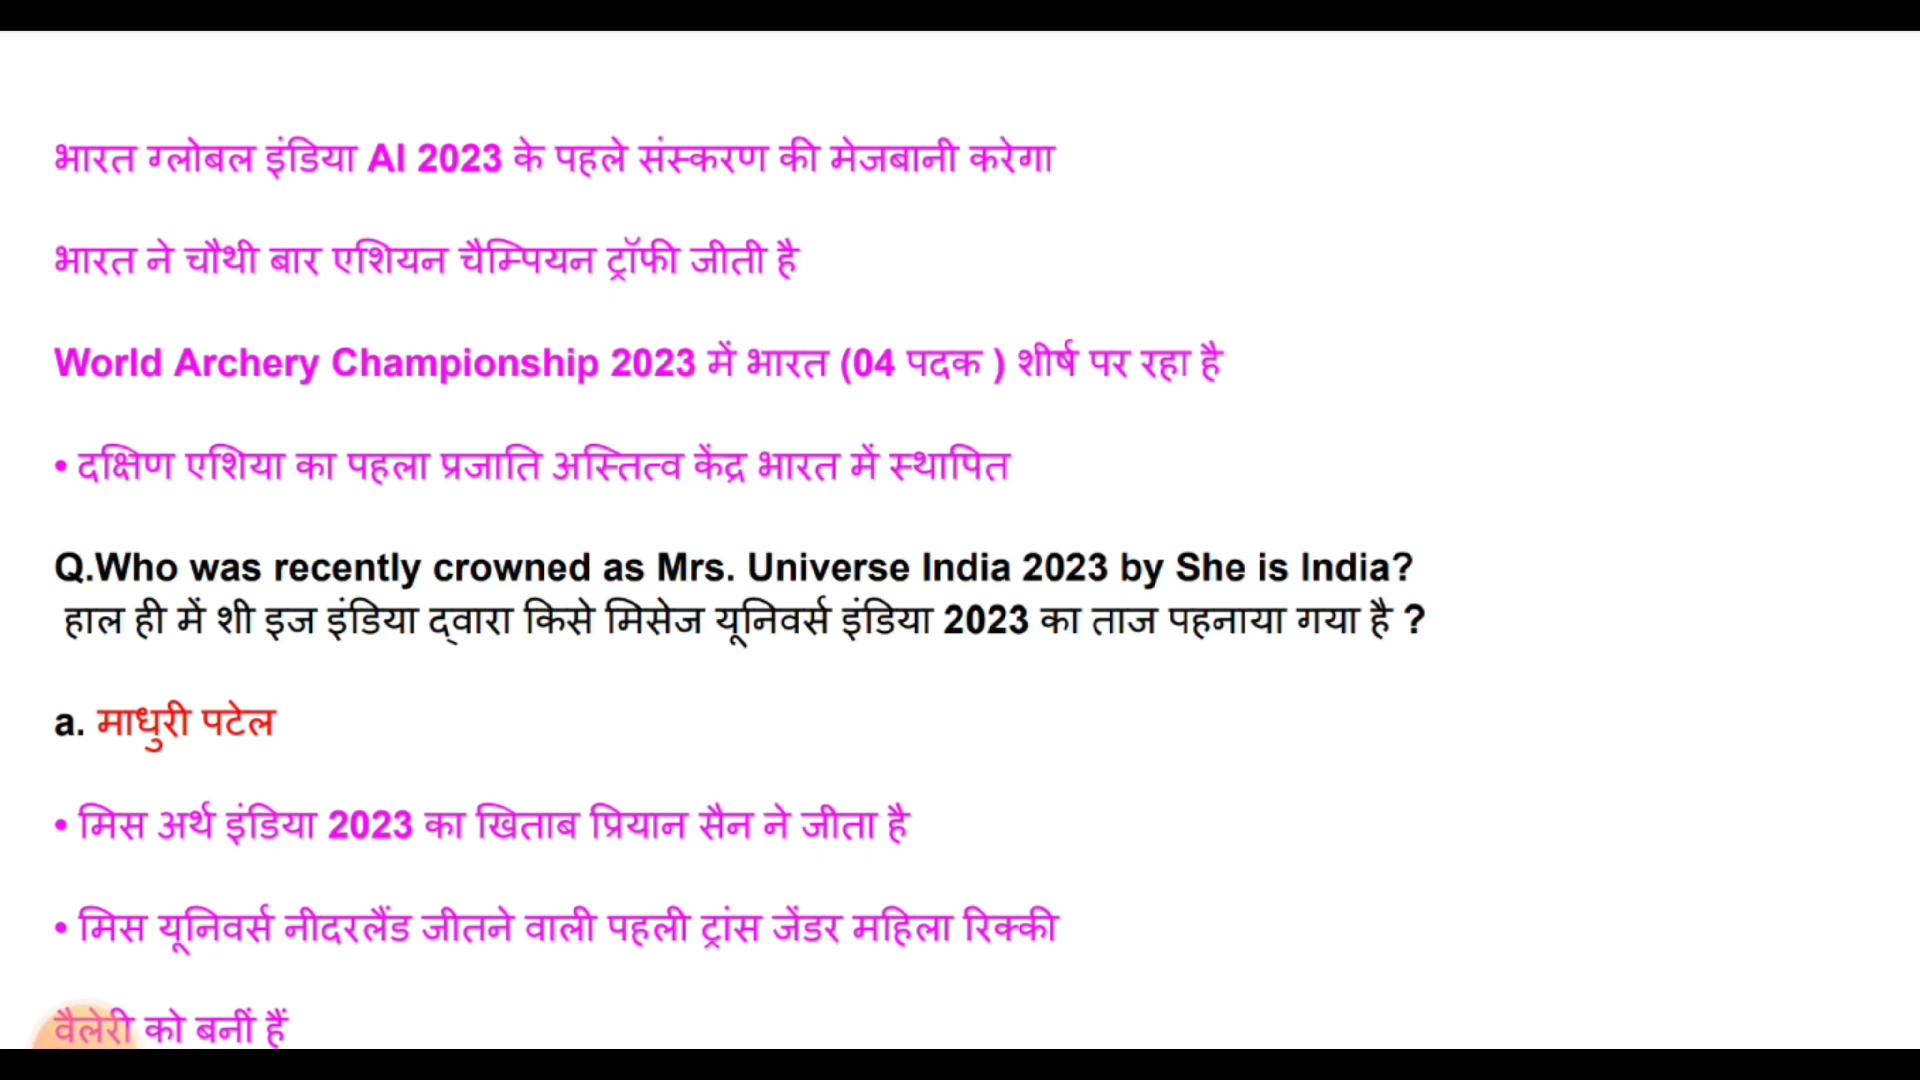 भारत ग्लोबल इंडिया AI 2023 के पहले संस्करण की मेजबानी करेगा
भारत ने चौथी बार एशियन चैम्पियन ट्रॉफी जीती है
World Archery Championship 2023 में भारत (04 पदक ) शीर्ष पर रहा है
• दक्षिण एशिया का पहला प्रजाति अस्तित्व केंद्र भारत में स्थापित
Q.Who was recently crowned as Mrs. Universe India 2023 by She is India?
हाल ही में शी इज इंडिया द्वारा किसे मिसेज यूनिवर्स इंडिया 2023 का ताज पहनाया गया है ?
a. माधुरी पटेल
• मिस अर्थ इंडिया 2023 का खिताब प्रियान सैन ने जीता है
• मिस यूनिवर्स नीदरलैंड जीतने वाली पहली ट्रांस जेंडर महिला रिक्की
वैलेरी को बनीं हैं